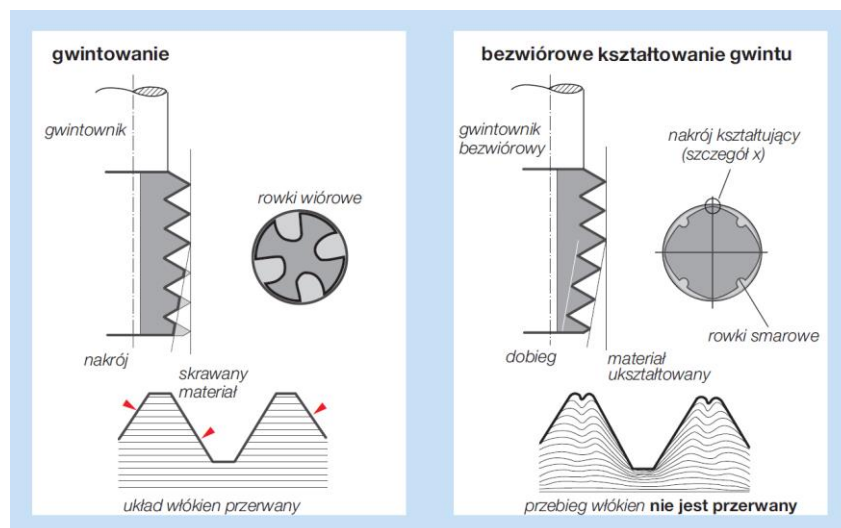 gwintowanie
gwintownik
rowki wiórowe
nakrój
skrawany
materiał
układ włókien przerwany
bezwiórowe kształtowanie gwintu
gwintownik
bezwiórowy
nakrój kształtujący
(szczegół x)
rowki smarowe
dobieg
materiał
ukształtowany
przebieg włókien nie jest przerwany